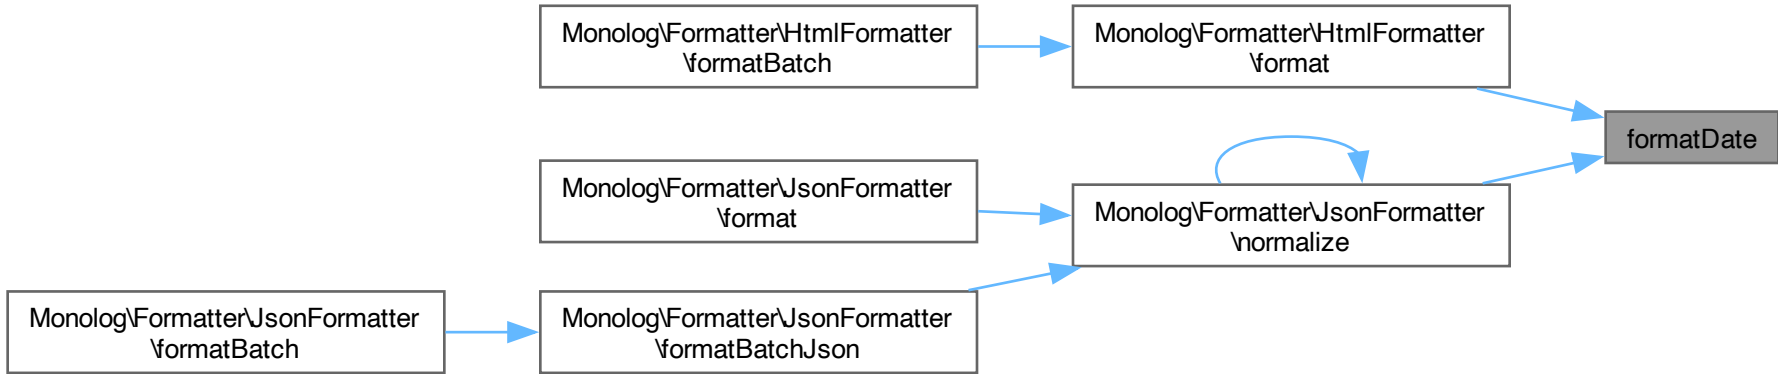 Monolog\Formatter\HtmlFormatter
\formatBatch
Monolog\Formatter\HtmlFormatter
\format
formatDate
Monolog\Formatter\JsonFormatter
\format
Monolog\Formatter\JsonFormatter
\normalize
Monolog\Formatter\JsonFormatter
\formatBatch
Monolog\Formatter\JsonFormatter
\formatBatchJson